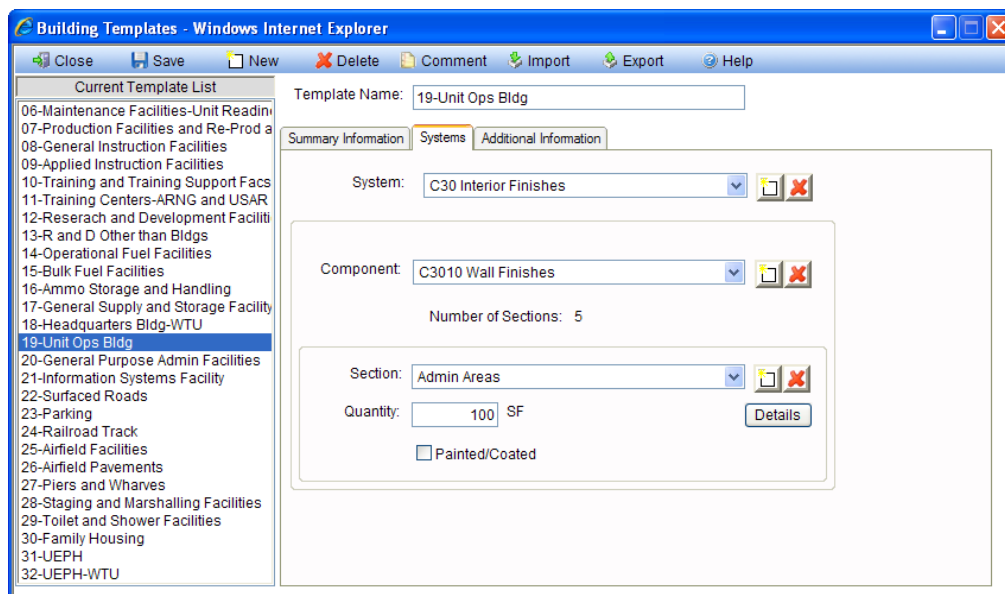 Building Templates - Windows Internet Explorer
Close Save New Delete Comment Import Export Help
Current Template List
06-Maintenance Facilities-Unit Readin
07-Production Facilities and Re-Prod a
08-General Instruction Facilities
09-Applied Instruction Facilities
10-Training and Training Support Facs
11-Training Centers-ARNG and USAR
12-Reserach and Development Faciliti
13-R and D Other than Bldgs
14-Operational Fuel Facilities
15-Bulk Fuel Facilities
16-Ammo Storage and Handling
17-General Supply and Storage Facility
18-Headquarters Bldg-WTU
19-Unit Ops Bldg
20-General Purpose Admin Facilities
21-Information Systems Facility
22-Surfaced Roads
23-Parking
24-Railroad Track
25-Airfield Facilities
26-Airfield Pavements
27-Piers and Wharves
28-Staging and Marshalling Facilities
29-Toilet and Shower Facilities
30-Family Housing
31-UEPH
32-UEPH-WTU
Template Name: 19-Unit Ops Bldg
Summary Information Systems Additional Information
System: C30 Interior Finishes
Component: C3010 Wall Finishes
Number of Sections: 5
Section: Admin Areas
Quantity: 100 SF Details
Painted/Coated